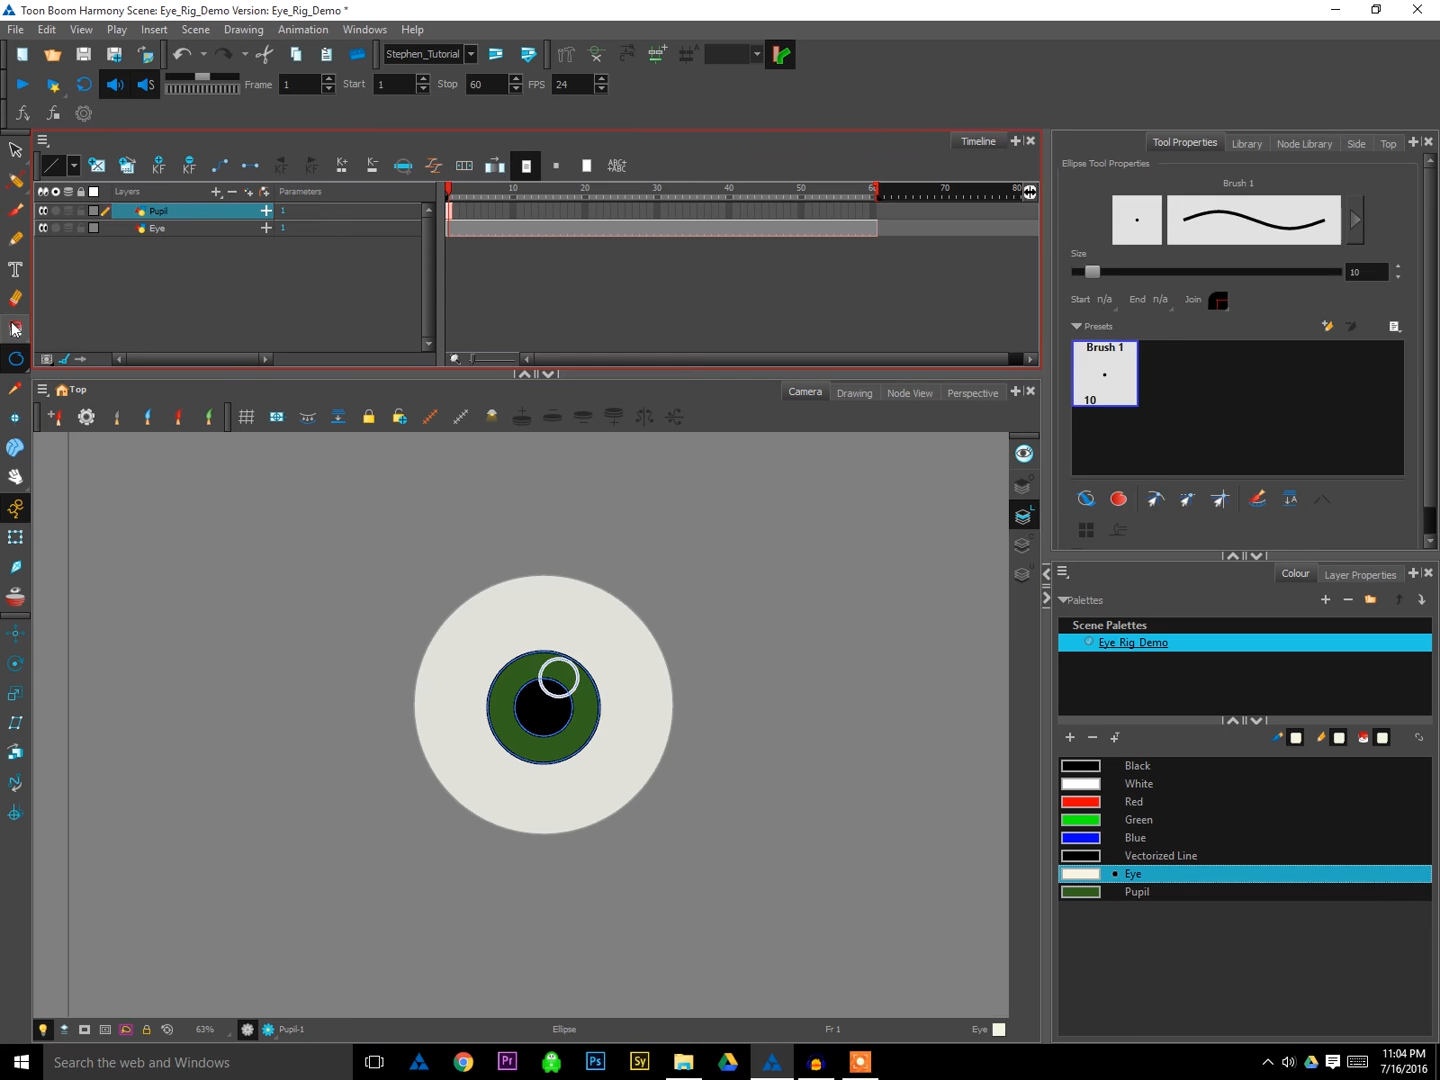 Toon Boom Harmony Scene: Eye_Rig_Demo Version: Eye_Rig_Demo *
File Edit View Play Insert Scene Drawing Animation Windows Help
Stephen_Tutorial
Frame 1 Start 1 Stop 60 FPS 24
Timeline
Layers Parameters
10 20 30 40 50 60 70 80
Pupil 1
Eye 1
Tool Properties Library Node Library Side Top
Ellipse Tool Properties
Brush 1
Size
10
Start n/a End n/a Join
Presets
Brush 1
10
Top
Camera Drawing Node View Perspective
Colour Layer Properties
Palettes
Scene Palettes
Eye_Rig_Demo
Black
White
Red
Green
Blue
Vectorized Line
Eye
Pupil
63% Pupil-1 Ellipse Fr 1 Eye
Search the web and Windows
11:04 PM
7/16/2016